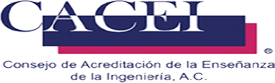 CACEI
®
Consejo de Acreditación de la Enseñanza
de la Ingeniería, A.C.